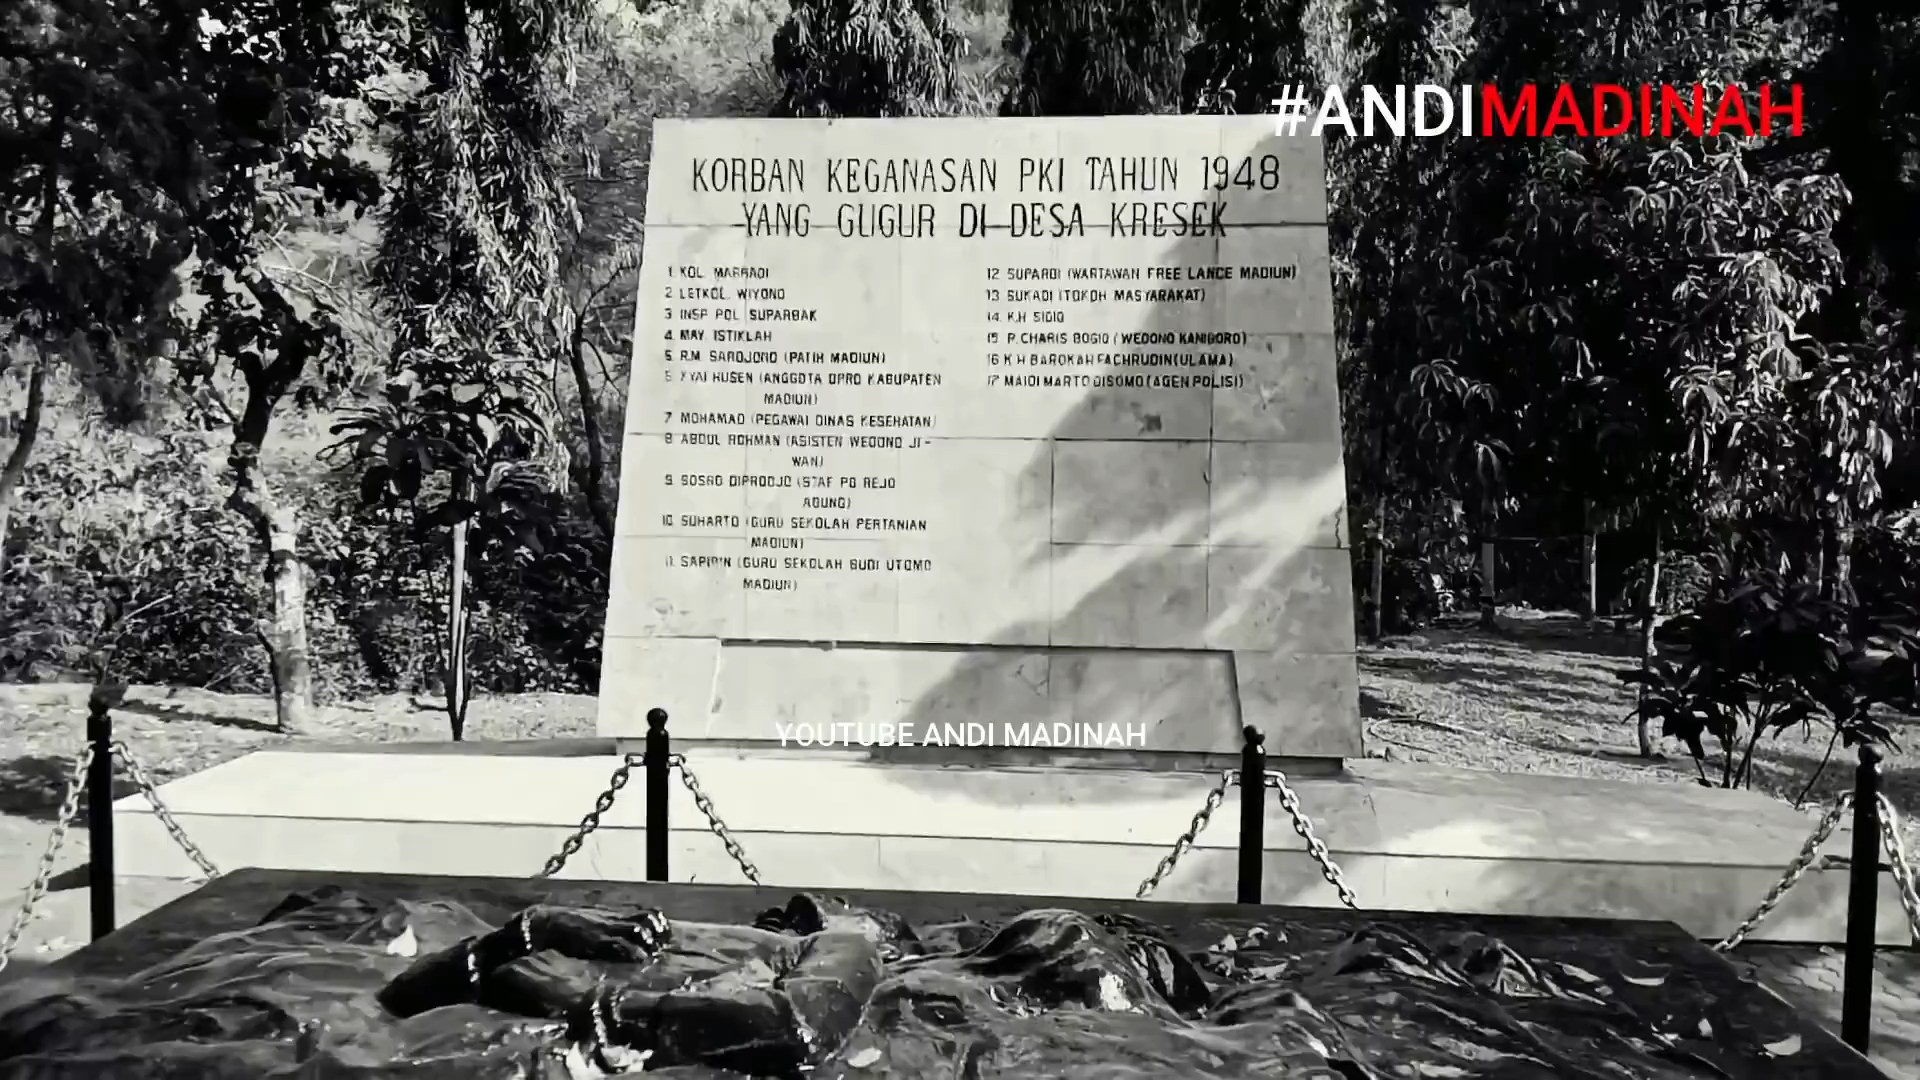 #ANDIMADINAH
KORBAN KEGANASAN PKI TAHUN 1948
YANG GUGUR DI DESA KRESEK
1. KOL. MARHADI
2 LETKOL. WIYONO
3 INSP POL SUPARBAK
4. MAY. ISTIKLAH
5. R.M. SARDJONO (PATIH MADIUN)
6 KYAI HUSEN (ANGGOTA DPRD KABUPATEN
MADIUN)
7 MOHAMAD (PEGAWAI DINAS KESEHATAN)
8 ABDUL ROHMAN (ASISTEN WEDONO JI-
WAN)
9. SOSRO DIPRODJO (STAF PG REJO
AGUNG)
10. SUHARTO (GURU SEKOLAH PERTANIAN
MADIUN)
11. SAPIRIN (GURU SEKOLAH BUDI UTOMO
MADIUN)
12 SUPARDI (WARTAWAN FREE LANCE MADIUN)
13 SUKADI (TOKOH MASYARAKAT)
14. K.H SIDIQ
15 R.CHARIS BOGIO (WEDONO KANIGORO)
16 K H BAROKAH FACHRUDIN (ULAMA)
17 MAIDI MARTO DISOMO (AGEN POLISI)
YOUTUBE ANDI MADINAH